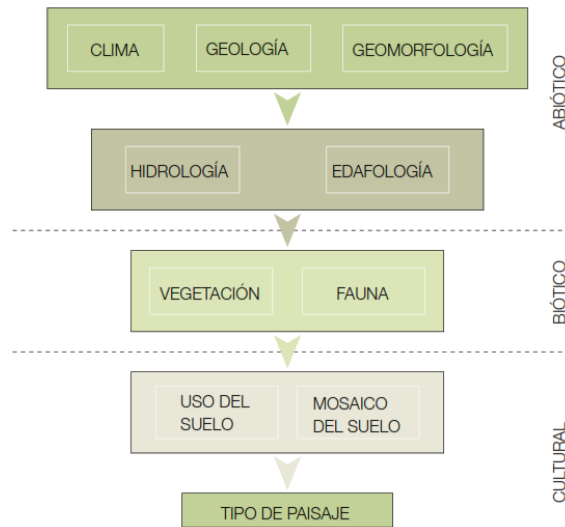 CLIMA
GEOLOGÍA
GEOMORFOLOGÍA
ABIÓTICO
HIDROLOGÍA
EDAFOLOGÍA
VEGETACIÓN
FAUNA
BIÓTICO
USO DEL
SUELO
MOSAICO
DEL SUELO
CULTURAL
TIPO DE PAISAJE